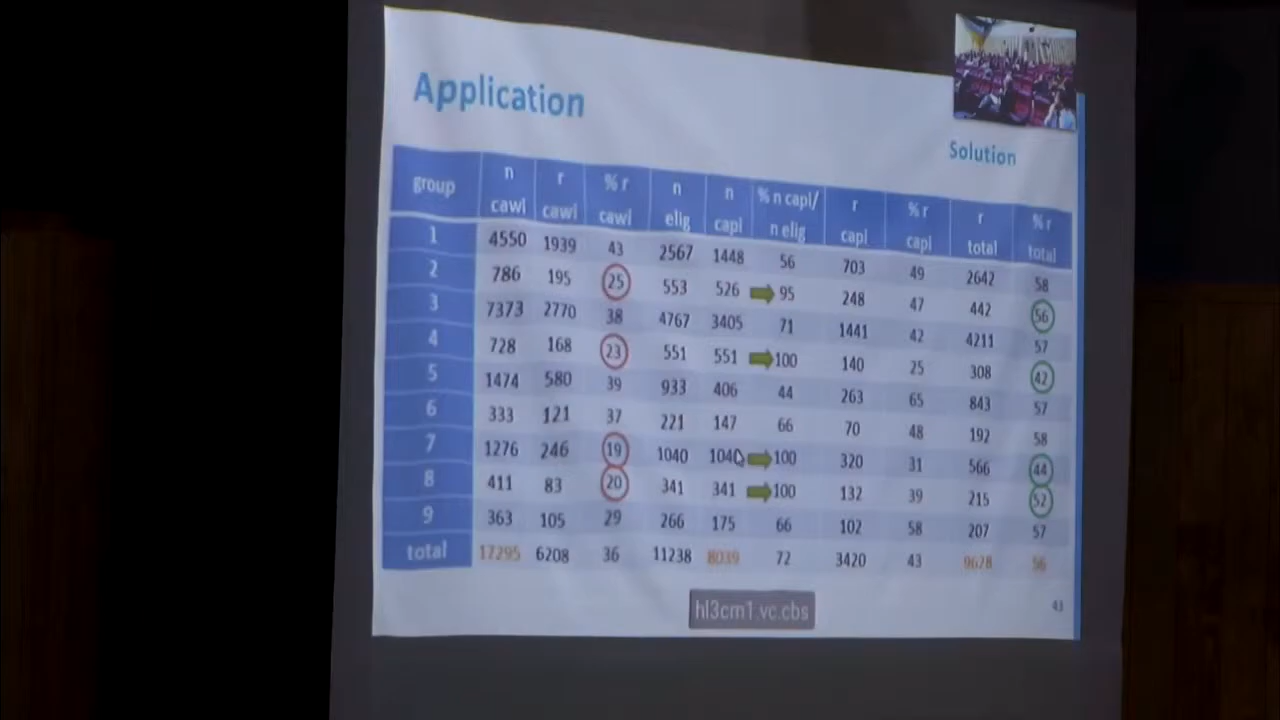 Application
Solution
group n cawi r cawi % r cawi n elig n capi % n capi/ n elig r capi % r capi r total % r total
1 4550 1939 43 2567 1448 56 703 49 2642 58
2 786 195 25 553 526 95 248 47 442 56
3 7373 2770 38 4767 3405 71 1441 42 4211 57
4 728 168 23 551 551 100 140 25 308 42
5 1474 580 39 933 406 44 263 65 843 57
6 333 121 37 221 147 66 70 48 192 58
7 1276 246 19 1040 1040 100 320 31 566 44
8 411 83 20 341 341 100 132 39 215 52
9 363 105 29 266 175 66 102 58 207 57
total 17295 6208 36 11238 8039 72 3420 43 9628 56
hl3cm1.vc.cbs
43